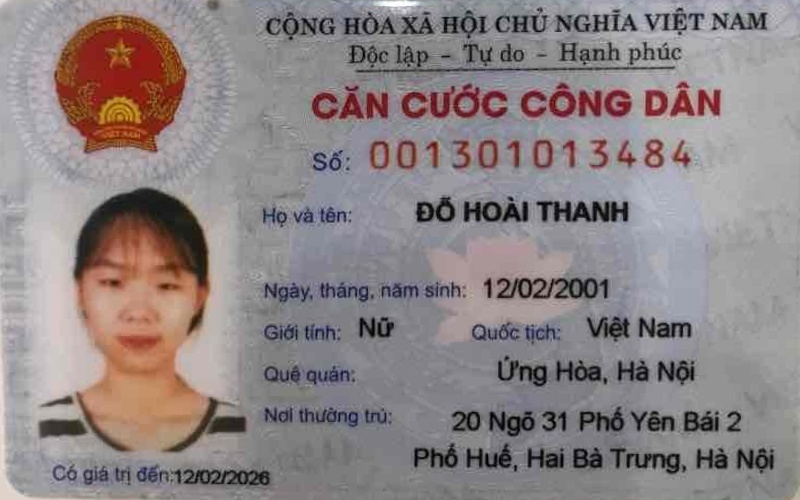 CỘNG HÒA XÃ HỘI CHỦ NGHĨA VIỆT NAM
Độc lập - Tự do - Hạnh phúc
CĂN CƯỚC CÔNG DÂN
Số: 001301013484
Họ và tên: ĐỖ HOÀI THANH
Ngày, tháng, năm sinh: 12/02/2001
Giới tính: Nữ Quốc tịch: Việt Nam
Quê quán: Ứng Hòa, Hà Nội
Nơi thường trú: 20 Ngõ 31 Phố Yên Bái 2
Phố Huế, Hai Bà Trưng, Hà Nội
Có giá trị đến: 12/02/2026
VIỆT NAM